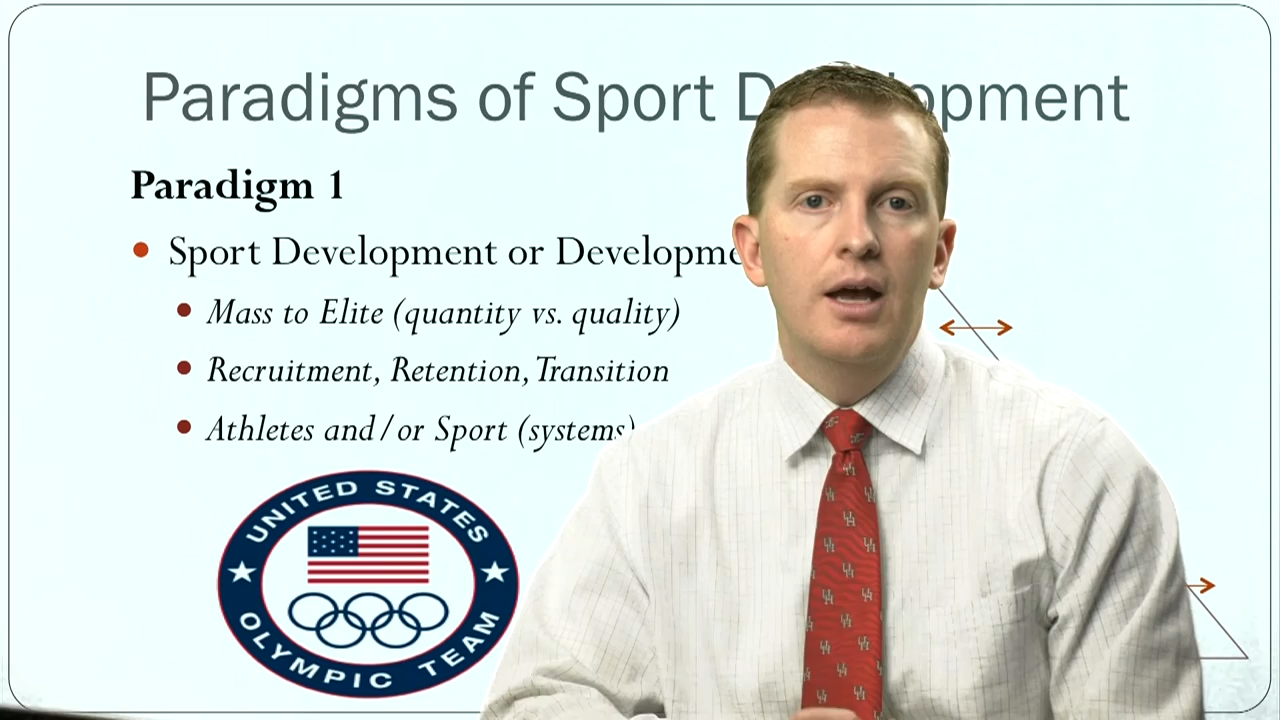 Paradigms of Sport D opment
Paradigm 1
Sport Development or Developme
Mass to Elite (quantity vs. quality)
Recruitment, Retention, Transition
Athletes and/or Sport (systems)
UNITED STATES
OLYMPIC TEAM